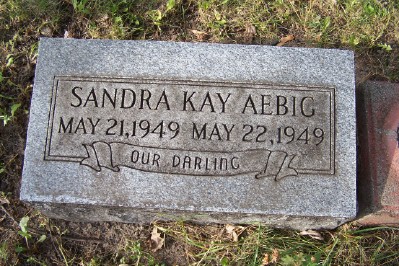 SANDRA KAY AEBIG
MAY 21,1949 MAY 22,1949
OUR DARLING